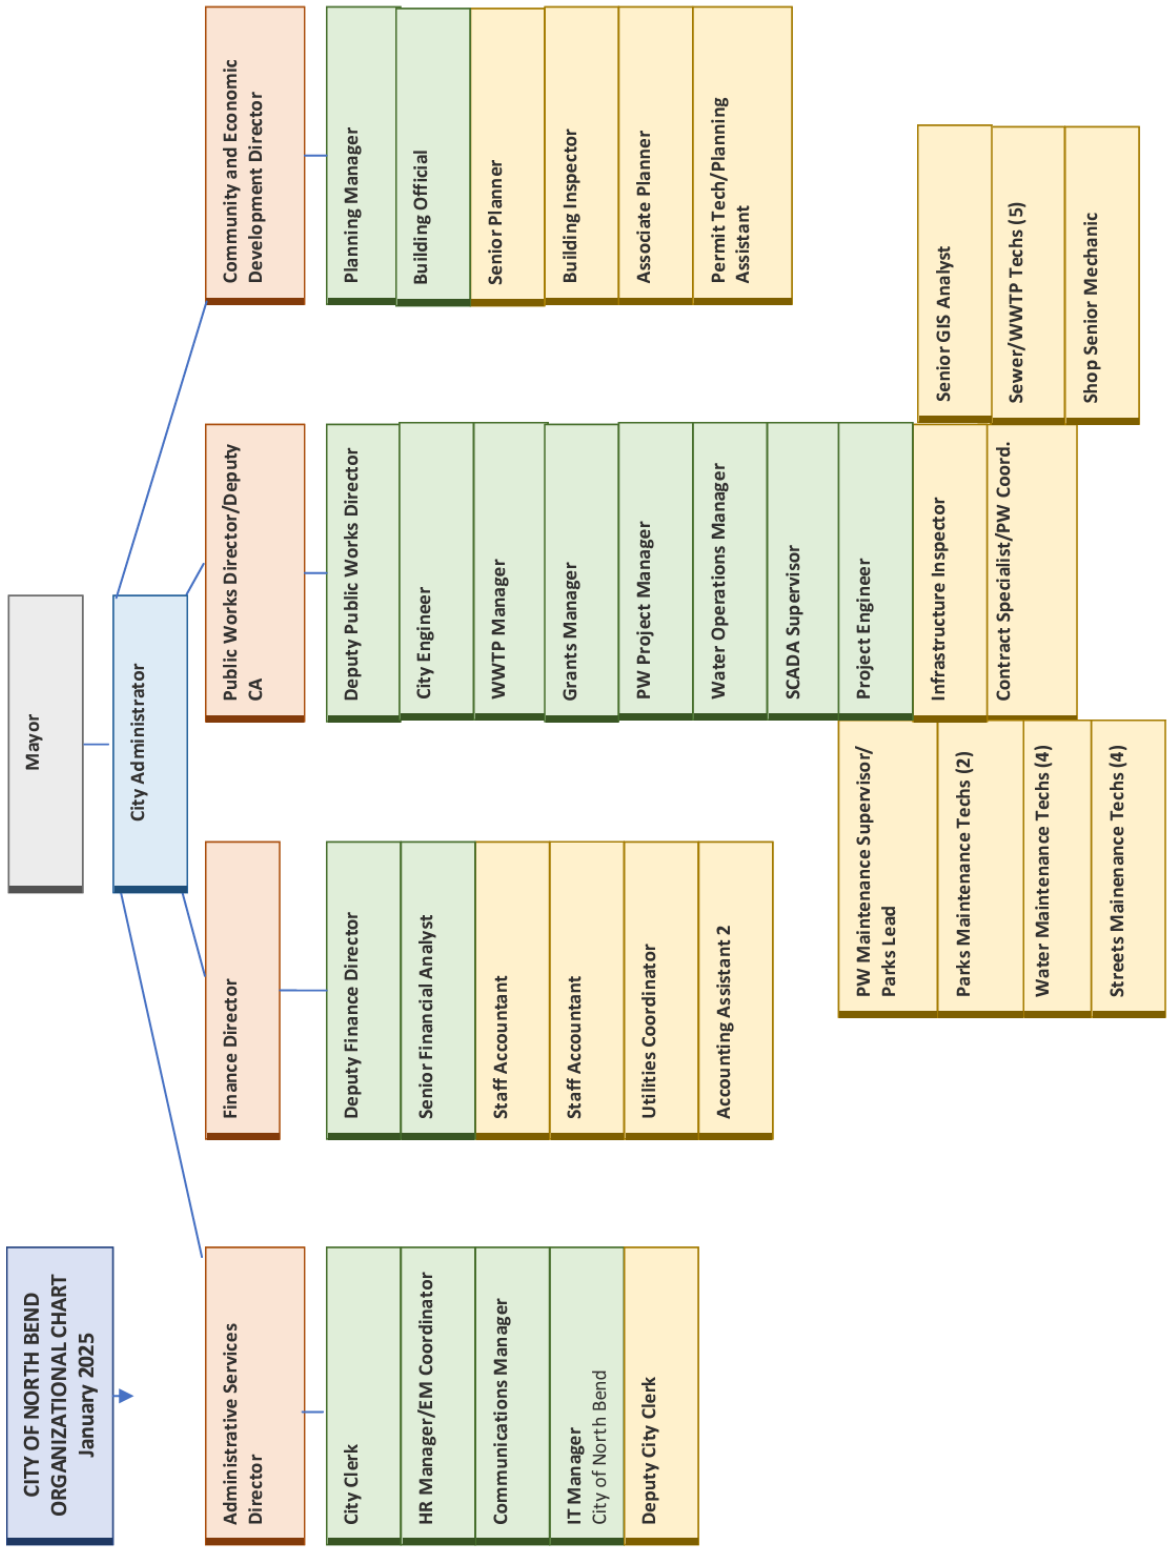 CITY OF NORTH BEND
ORGANIZATIONAL CHART
January 2025
Mayor
City Administrator
Administrative Services
Director
City Clerk
HR Manager/EM Coordinator
Communications Manager
IT Manager
City of North Bend
Deputy City Clerk
Finance Director
Deputy Finance Director
Senior Financial Analyst
Staff Accountant
Staff Accountant
Utilities Coordinator
Accounting Assistant 2
Public Works Director/Deputy
CA
Deputy Public Works Director
City Engineer
WWTP Manager
Grants Manager
PW Project Manager
Water Operations Manager
SCADA Supervisor
Project Engineer
Infrastructure Inspector
Contract Specialist/PW Coord.
PW Maintenance Supervisor/
Parks Lead
Parks Maintenance Techs (2)
Water Maintenance Techs (4)
Streets Mainenance Techs (4)
Senior GIS Analyst
Sewer/WWTP Techs (5)
Shop Senior Mechanic
Community and Economic
Development Director
Planning Manager
Building Official
Senior Planner
Building Inspector
Associate Planner
Permit Tech/Planning
Assistant